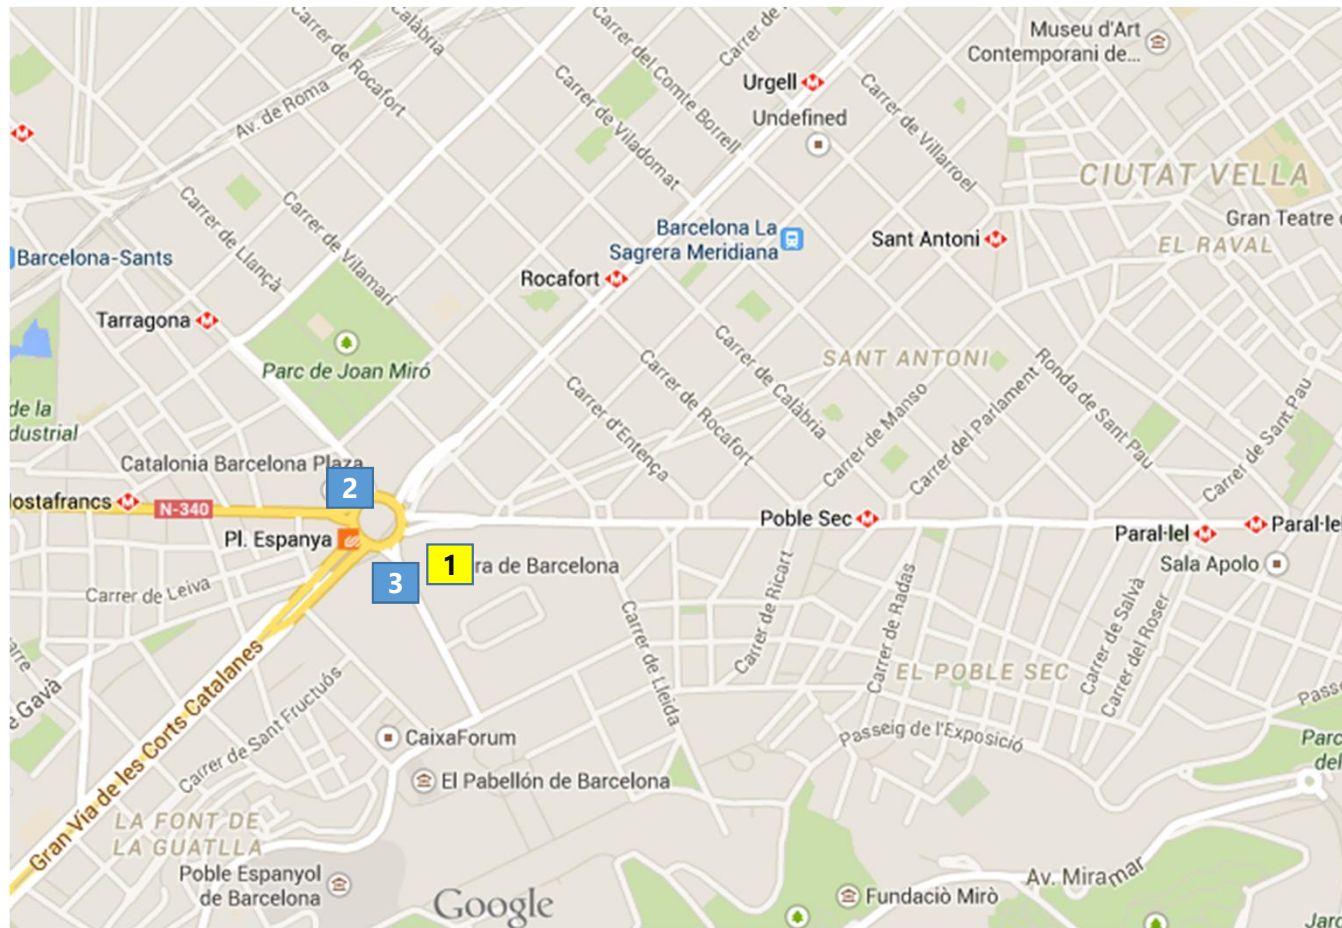 Carrer de Rocafort
Calàbria
Carrer del Comte Borrell
Carrer de
Museu d'Art
Contemporani de...
Urgell
Undefined
Carrer de Viladomat
Carrer de Villarroel
Av. de Roma
CIUTAT VELLA
Carrer de Llançà
Carrer de Vilamarí
Gran Teatre
Barcelona La
Sagrera Meridiana
Sant Antoni
EL RAVAL
Barcelona-Sants
Rocafort
Tarragona
Parc de Joan Miró
SANT ANTONI
Carrer d'Entença
Carrer de Rocafort
Carrer de Calàbria
Carrer de Manso
Carrer del Parlament
Ronda de Sant Pau
Carrer de Sant Pau
de la
dustrial
Catalonia Barcelona Plaza
2
ostafrancs
N-340
Poble Sec
Paral·lel
Paral·lel
Pl. Espanya
1
ra de Barcelona
Sala Apolo
3
Carrer de Leiva
Carrer de Lleida
Carrer de Ricart
Carrer de Radas
Carrer de Salvà
Carrer del Roser
EL POBLE SEC
arre
e Gavà
Gran Via de les Corts Catalanes
Carrer de Sant Fructuós
Passe
CaixaForum
Passeig de l'Exposició
Parc
del
El Pabellón de Barcelona
LA FONT DE
LA GUATLLA
Poble Espanyol
de Barcelona
Google
Fundació Mirò
Av. Miramar
Jard